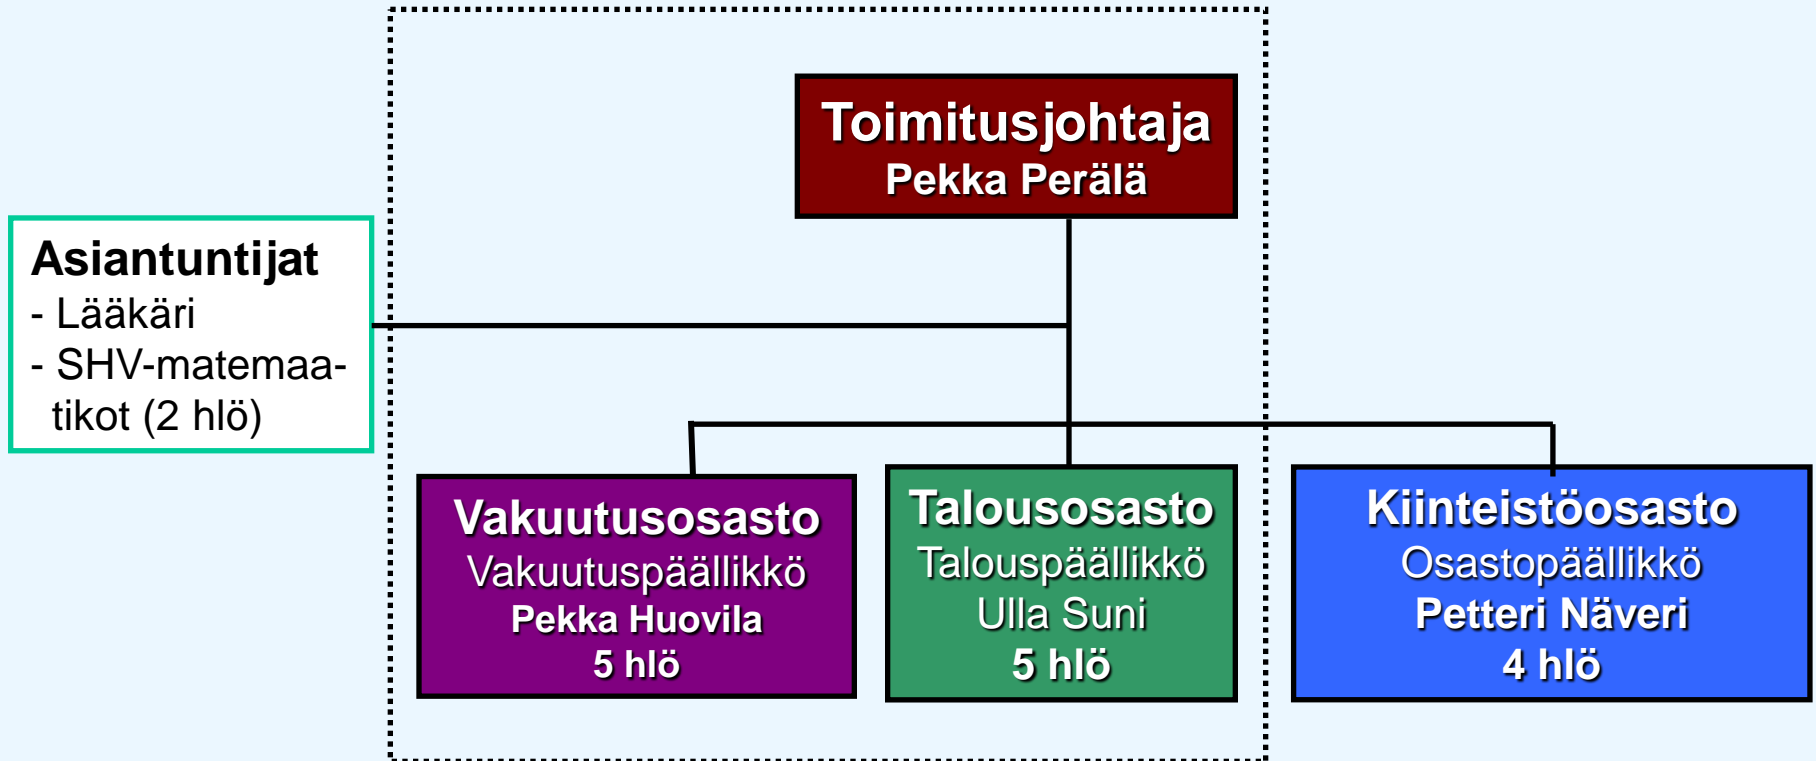 Toimitusjohtaja
Pekka Perälä
Asiantuntijat
- Lääkäri
- SHV-matemaa-
tikot (2 hlö)
Vakuutusosasto
Vakuutuspäällikkö
Pekka Huovila
5 hlö
Talousosasto
Talouspäällikkö
Ulla Suni
5 hlö
Kiinteistöosasto
Osastopäällikkö
Petteri Näveri
4 hlö